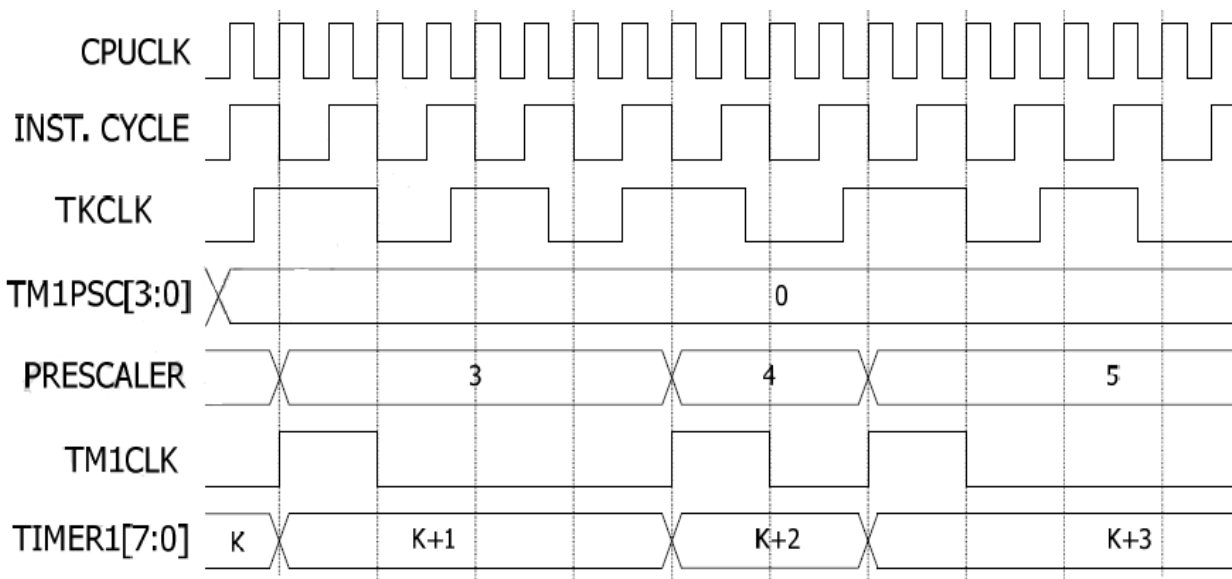 CPUCLK
INST. CYCLE
TKCLK
TM1PSC[3:0] 0
PRESCALER 3 4 5
TM1CLK
TIMER1[7:0] K K+1 K+2 K+3